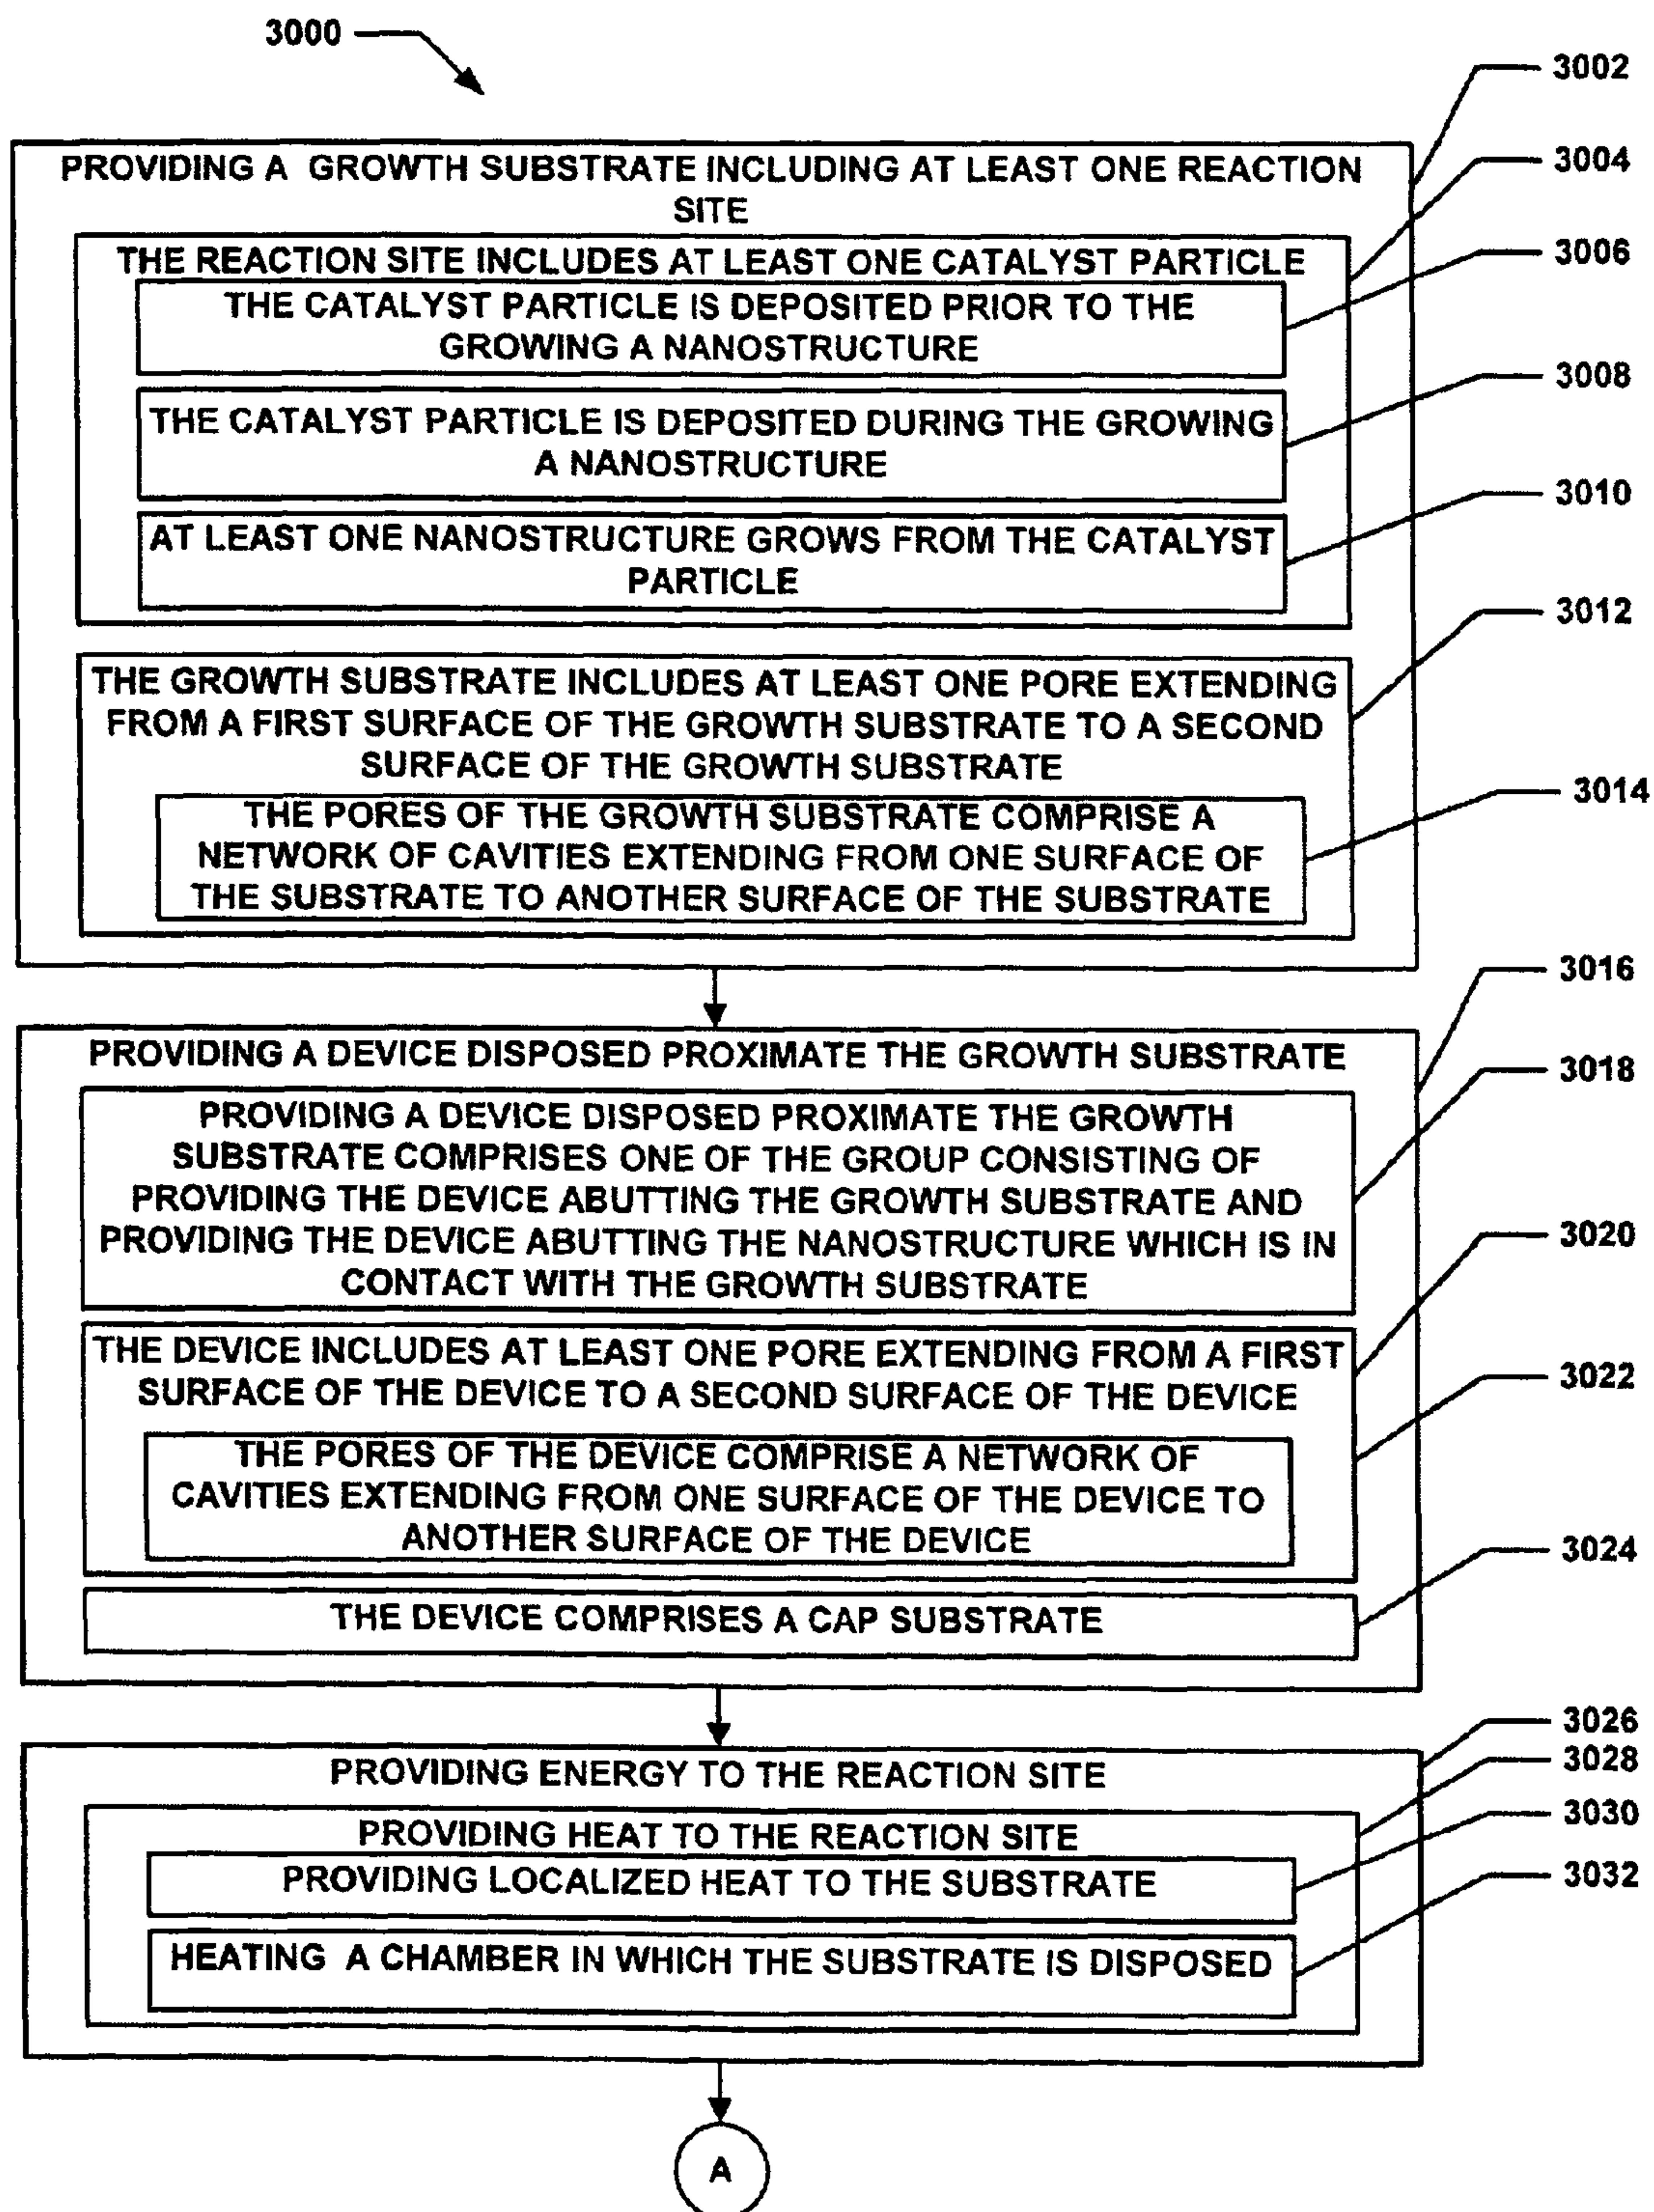 3000
3002
PROVIDING A GROWTH SUBSTRATE INCLUDING AT LEAST ONE REACTION
SITE
3004
THE REACTION SITE INCLUDES AT LEAST ONE CATALYST PARTICLE
3006
THE CATALYST PARTICLE IS DEPOSITED PRIOR TO THE
GROWING A NANOSTRUCTURE
3008
THE CATALYST PARTICLE IS DEPOSITED DURING THE GROWING
A NANOSTRUCTURE
3010
AT LEAST ONE NANOSTRUCTURE GROWS FROM THE CATALYST
PARTICLE
3012
THE GROWTH SUBSTRATE INCLUDES AT LEAST ONE PORE EXTENDING
FROM A FIRST SURFACE OF THE GROWTH SUBSTRATE TO A SECOND
SURFACE OF THE GROWTH SUBSTRATE
3014
THE PORES OF THE GROWTH SUBSTRATE COMPRISE A
NETWORK OF CAVITIES EXTENDING FROM ONE SURFACE OF
THE SUBSTRATE TO ANOTHER SURFACE OF THE SUBSTRATE
3016
PROVIDING A DEVICE DISPOSED PROXIMATE THE GROWTH SUBSTRATE
3018
PROVIDING A DEVICE DISPOSED PROXIMATE THE GROWTH
SUBSTRATE COMPRISES ONE OF THE GROUP CONSISTING OF
PROVIDING THE DEVICE ABUTTING THE GROWTH SUBSTRATE AND
PROVIDING THE DEVICE ABUTTING THE NANOSTRUCTURE WHICH IS IN
CONTACT WITH THE GROWTH SUBSTRATE
3020
THE DEVICE INCLUDES AT LEAST ONE PORE EXTENDING FROM A FIRST
SURFACE OF THE DEVICE TO A SECOND SURFACE OF THE DEVICE
3022
THE PORES OF THE DEVICE COMPRISE A NETWORK OF
CAVITIES EXTENDING FROM ONE SURFACE OF THE DEVICE TO
ANOTHER SURFACE OF THE DEVICE
3024
THE DEVICE COMPRISES A CAP SUBSTRATE
3026
PROVIDING ENERGY TO THE REACTION SITE
3028
PROVIDING HEAT TO THE REACTION SITE
3030
PROVIDING LOCALIZED HEAT TO THE SUBSTRATE
3032
HEATING A CHAMBER IN WHICH THE SUBSTRATE IS DISPOSED
A